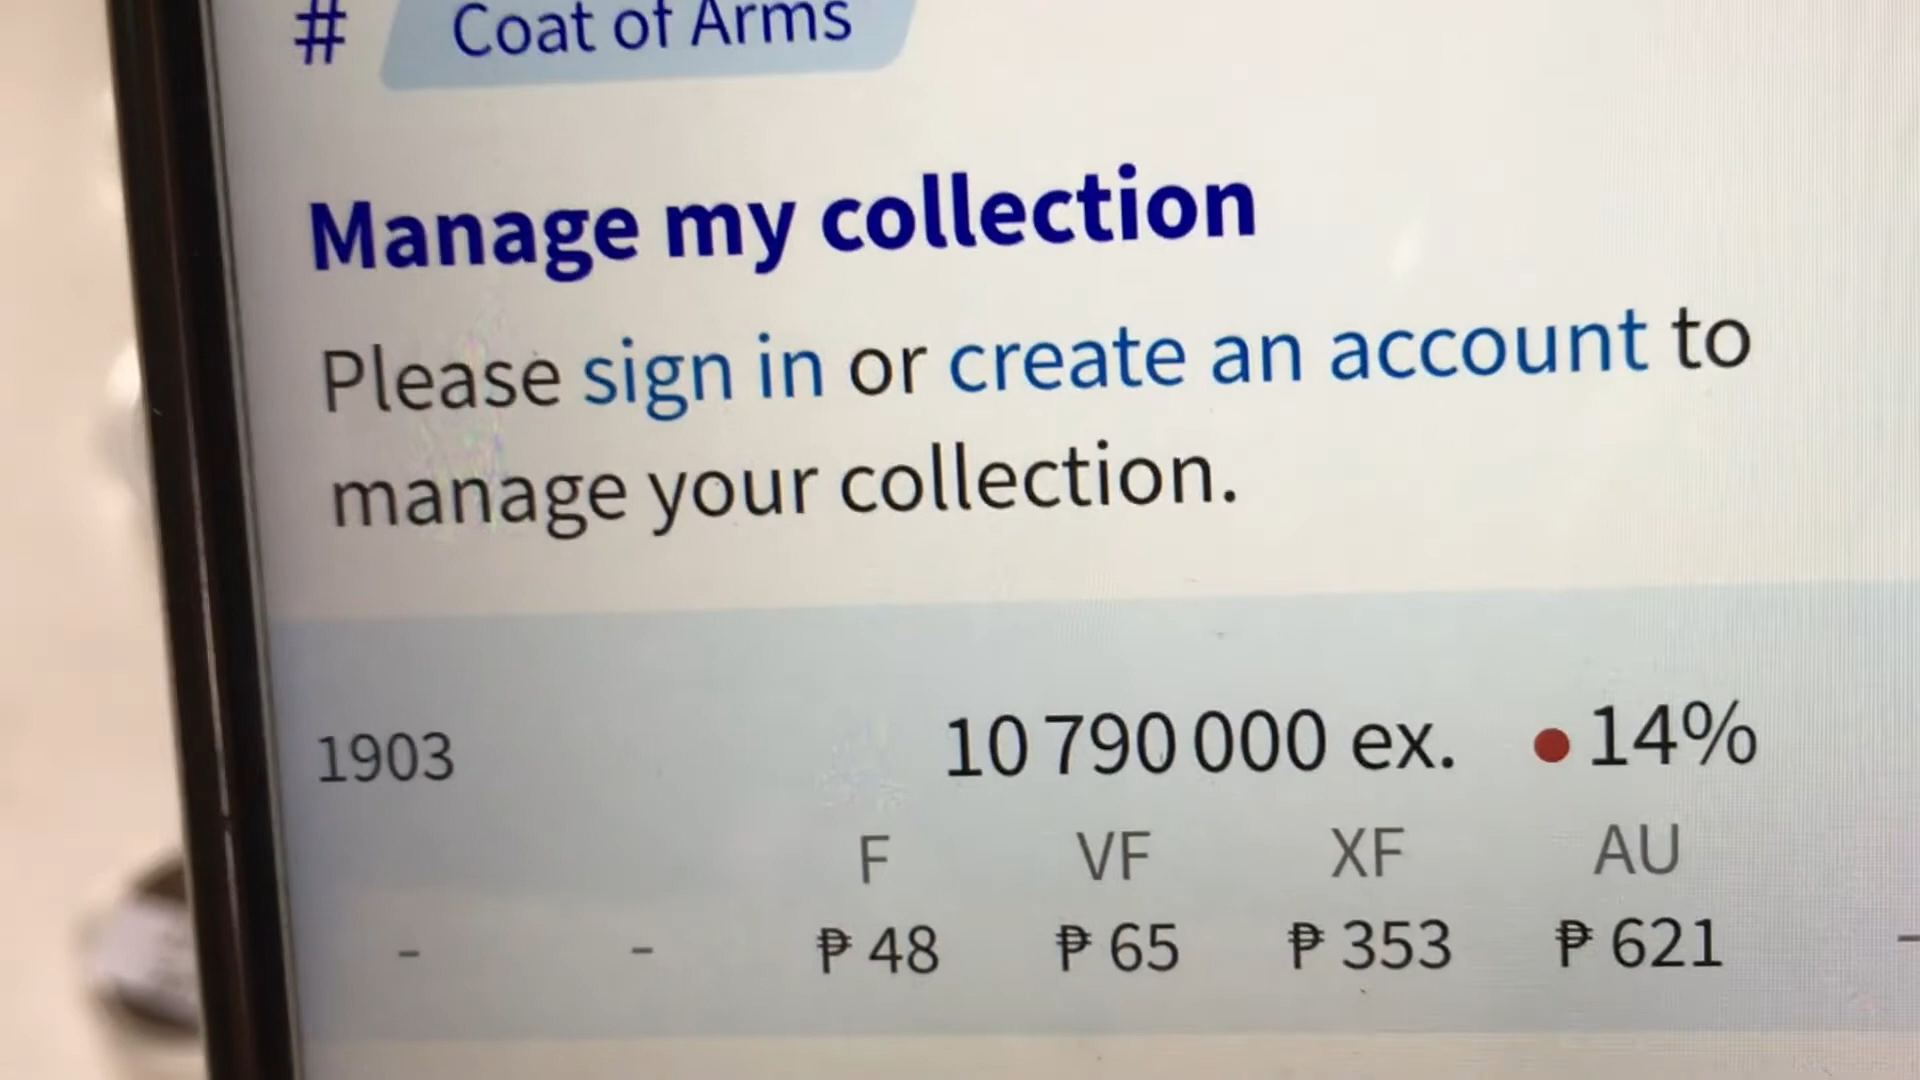 # Coat of Arms
Manage my collection
Please sign in or create an account to
manage your collection.
1903 10 790 000 ex. 14%
F VF XF AU
- - ₱ 48 ₱ 65 ₱ 353 ₱ 621 -